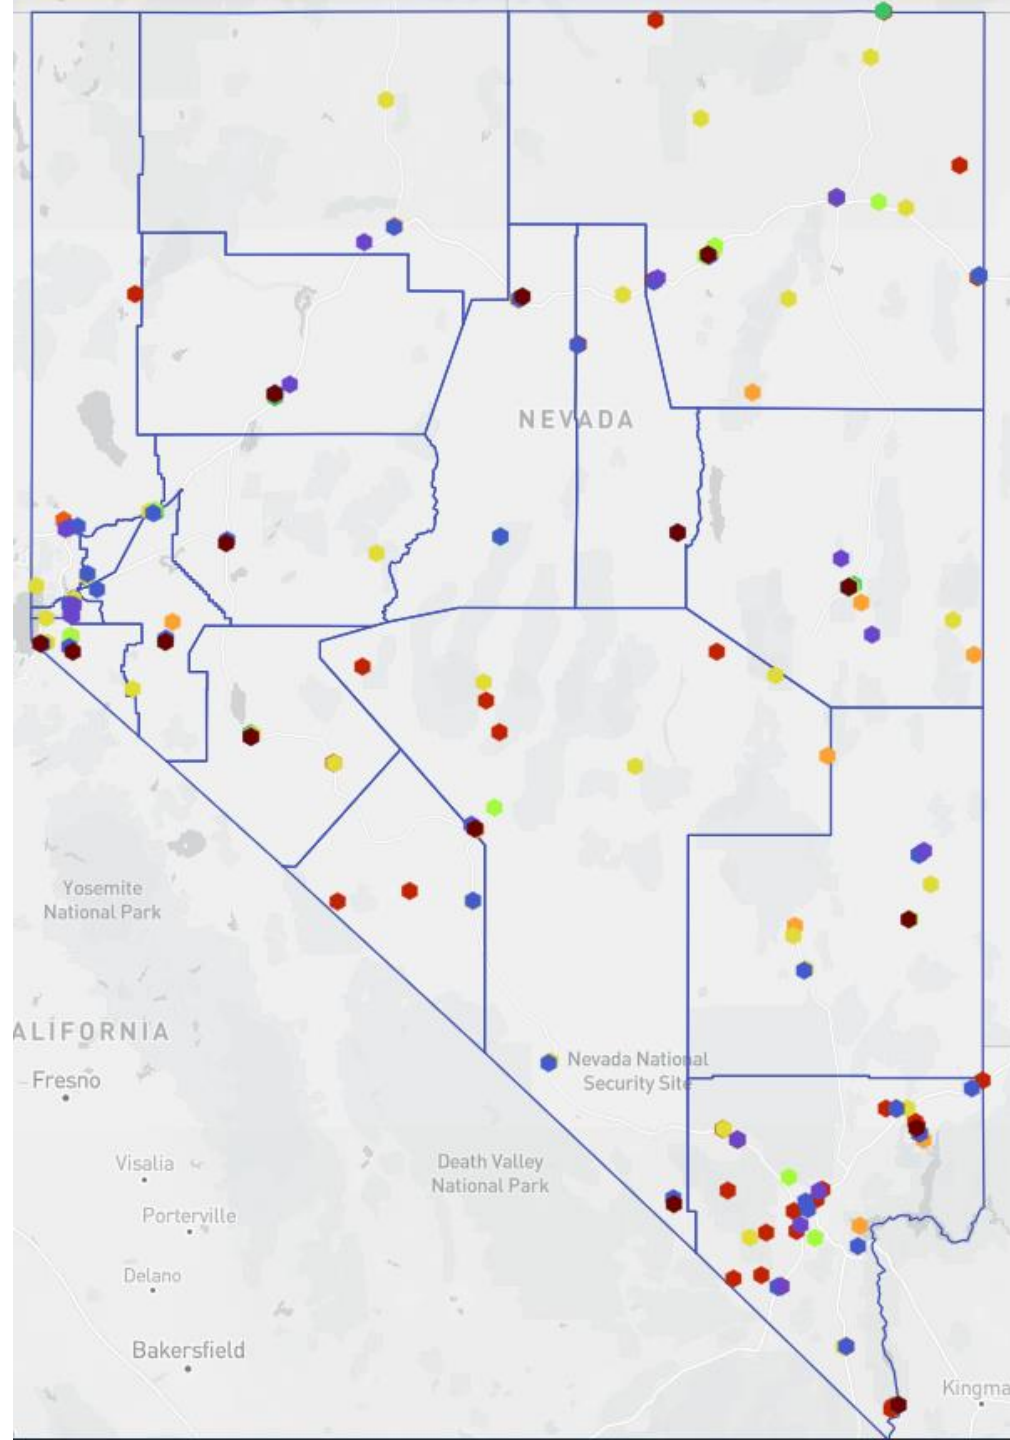 NEVADA
Yosemite
National Park
ALIFORNIA
Fresno
Nevada National
Security Site
Visalia
Death Valley
National Park
Porterville
Delano
Bakersfield
Kingma